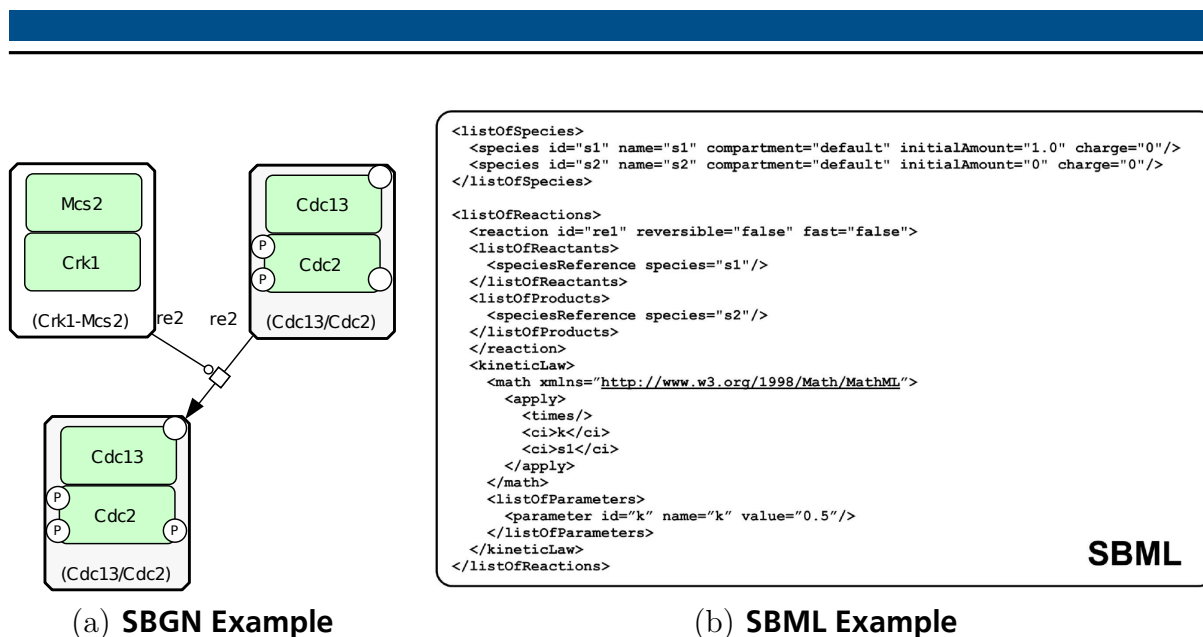 Mcs2
Crk1
(Crk1-Mcs2)
re2
re2
Cdc13
P
Cdc2
P
(Cdc13/Cdc2)
Cdc13
P
Cdc2
P
P
(Cdc13/Cdc2)
(a) SBGN Example
<listOfSpecies>
<species id="s1" name="s1" compartment="default" initialAmount="1.0" charge="0"/>
<species id="s2" name="s2" compartment="default" initialAmount="0" charge="0"/>
</listOfSpecies>
<listOfReactions>
<reaction id="re1" reversible="false" fast="false">
<listOfReactants>
<speciesReference species="s1"/>
</listOfReactants>
<listOfProducts>
<speciesReference species="s2"/>
</listOfProducts>
</reaction>
<kineticLaw>
<math xmlns=”http://www.w3.org/1998/Math/MathML”>
<apply>
<times/>
<ci>k</ci>
<ci>s1</ci>
</apply>
</math>
<listOfParameters>
<parameter id=”k” name=”k” value=”0.5”/>
</listOfParameters>
</kineticLaw>
</listOfReactions>
SBML
(b) SBML Example